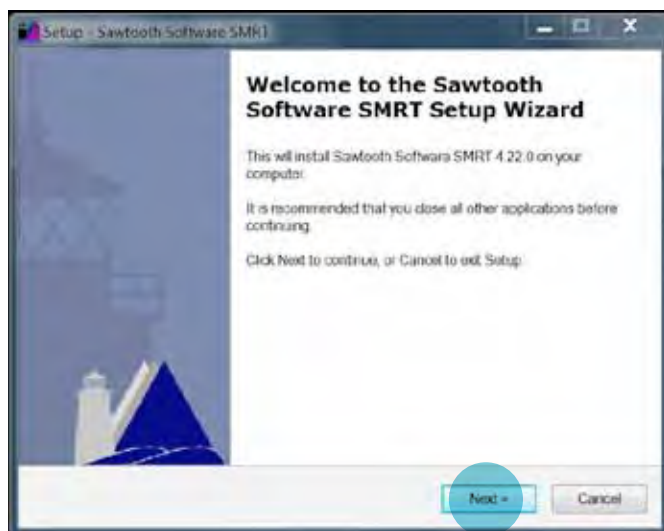 Setup - Sawtooth Software SMRT
Welcome to the Sawtooth
Software SMRT Setup Wizard
This will install Sawtooth Software SMRT 4.22.0 on your
computer.
It is recommended that you close all other applications before
continuing.
Click Next to continue, or Cancel to exit Setup.
Next >
Cancel